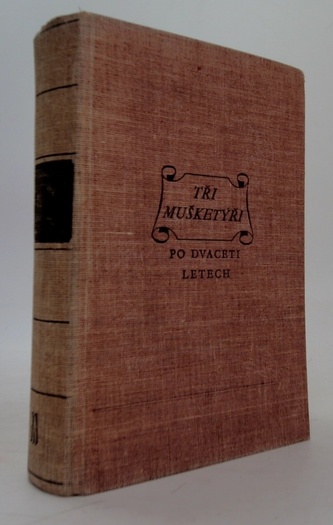 TŘI
MUŠKETÝŘI
PO DVACETI
LETECH